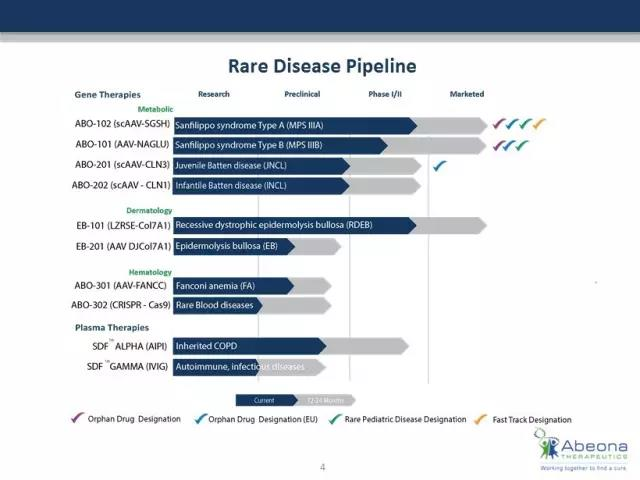 Rare Disease Pipeline
Gene Therapies Research Preclinical Phase I/II Marketed
Metabolic
ABO-102 (scAAV-SGSH) Sanfilippo syndrome Type A (MPS IIIA)
ABO-101 (AAV-NAGLU) Sanfilippo syndrome Type B (MPS IIIB)
ABO-201 (scAAV-CLN3) Juvenile Batten disease (JNCL)
ABO-202 (scAAV - CLN1) Infantile Batten disease (INCL)
Dermatology
EB-101 (LZRSE-Col7A1) Recessive dystrophic epidermolysis bullosa (RDEB)
EB-201 (AAV DJCol7A1) Epidermolysis bullosa (EB)
Hematology
ABO-301 (AAV-FANCC) Fanconi anemia (FA)
ABO-302 (CRISPR - Cas9) Rare Blood diseases
Plasma Therapies
SDF™ ALPHA (AIPI) Inherited COPD
SDF™ GAMMA (IVIG) Autoimmune, infectious diseases
Current 12-24 Months
Orphan Drug Designation Orphan Drug Designation (EU) Rare Pediatric Disease Designation Fast Track Designation
Abeona
THERAPEUTICS
Working together to find a cure
4